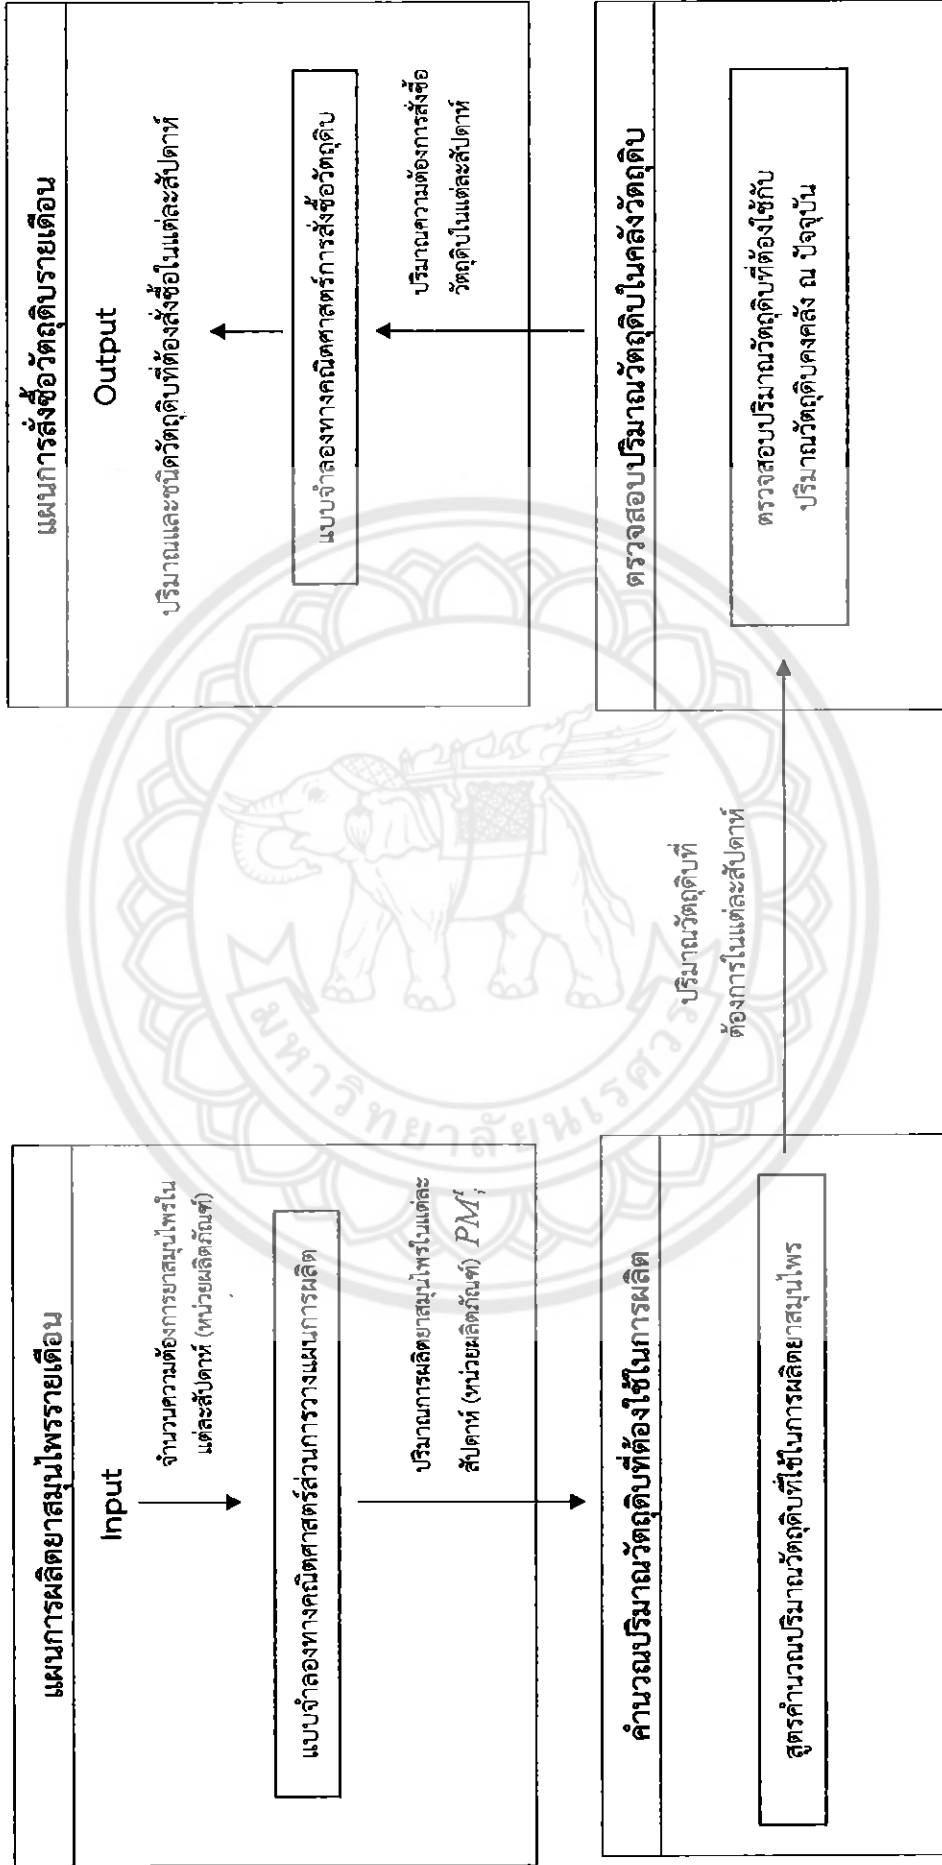 แผนการผลิตยาสมุนไพรรายเดือน
Input
จำนวนความต้องการยาสมุนไพรใน
แต่ละสัปดาห์ (หน่วยผลิตภัณฑ์)
แบบจำลองทางคณิตศาสตร์ส่วนการวางแผนการผลิต
ปริมาณการผลิตยาสมุนไพรในแต่ละ
สัปดาห์ (หน่วยผลิตภัณฑ์) PMᵢᵗ
คำนวณปริมาณวัตถุดิบที่ต้องใช้ในการผลิต
สูตรคำนวณปริมาณวัตถุดิบที่ใช้ในการผลิตยาสมุนไพร
ปริมาณวัตถุดิบที่
ต้องการในแต่ละสัปดาห์
ตรวจสอบปริมาณวัตถุดิบในคลังวัตถุดิบ
ตรวจสอบปริมาณวัตถุดิบที่ต้องใช้กับ
ปริมาณวัตถุดิบคงคลัง ณ ปัจจุบัน
ปริมาณความต้องการสั่งซื้อ
วัตถุดิบในแต่ละสัปดาห์
แบบจำลองทางคณิตศาสตร์การสั่งซื้อวัตถุดิบ
ปริมาณและชนิดวัตถุดิบที่ต้องสั่งซื้อในแต่ละสัปดาห์
Output
แผนการสั่งซื้อวัตถุดิบรายเดือน
มหาวิทยาลัยนเรศวร